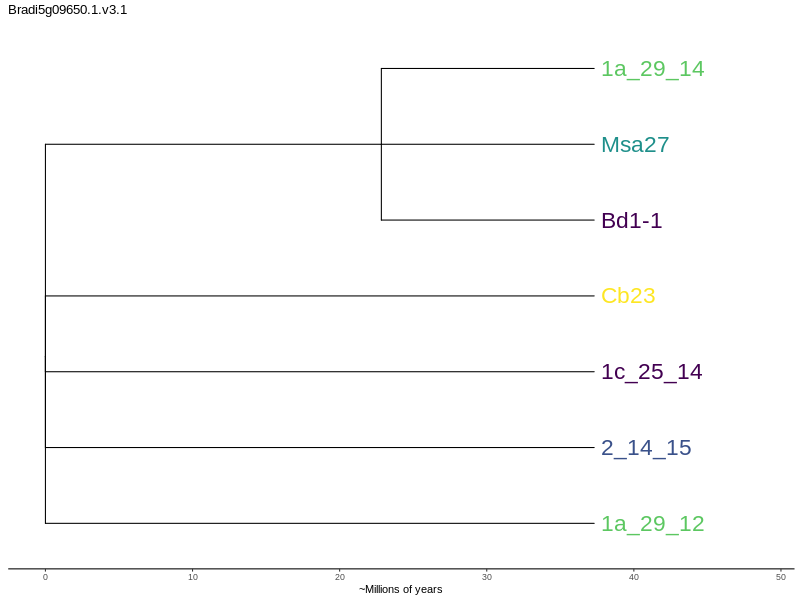 Bradi5g09650.1.v3.1
1a_29_14
Msa27
Bd1-1
Cb23
1c_25_14
2_14_15
1a_29_12
0 10 20 30 40 50
~Millions of years